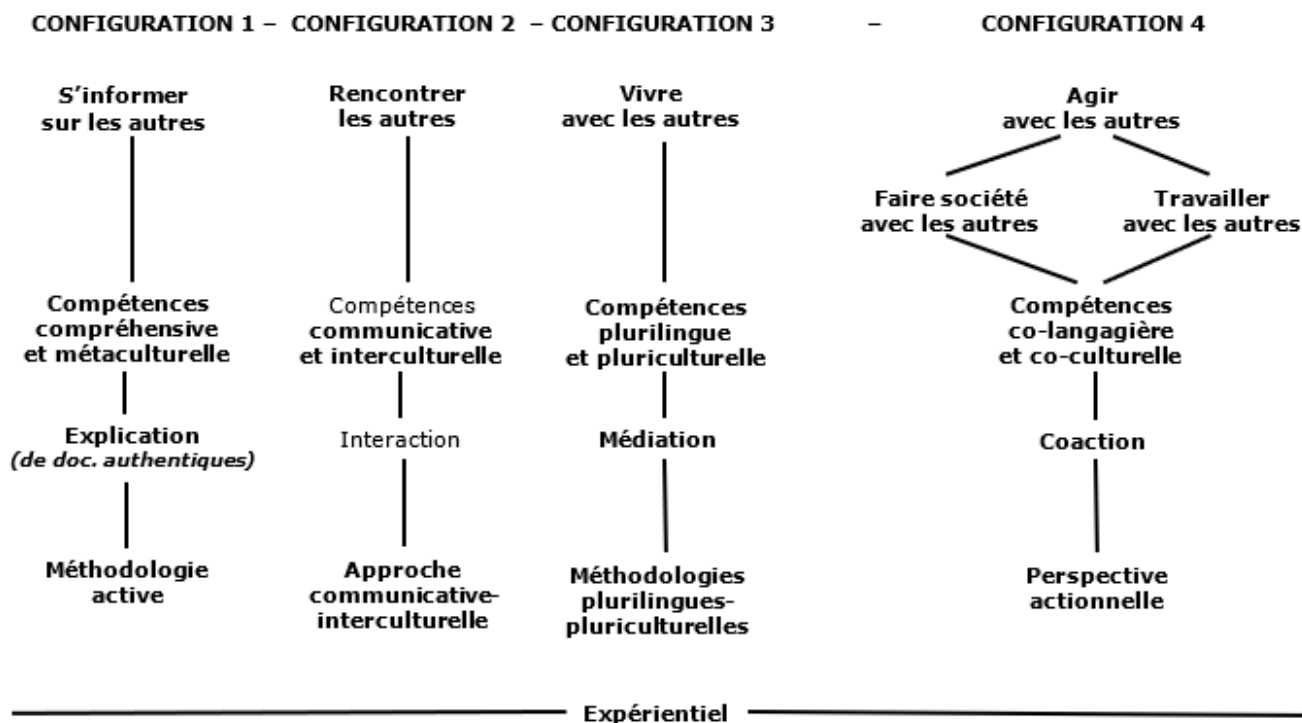 CONFIGURATION 1 – CONFIGURATION 2 – CONFIGURATION 3 – CONFIGURATION 4
S'informer
sur les autres
Rencontrer
les autres
Vivre
avec les autres
Agir
avec les autres
Faire société
avec les autres
Travailler
avec les autres
Compétences
compréhensive
et métaculturelle
Compétences
communicative
et interculturelle
Compétences
plurilingue
et pluriculturelle
Compétences
co-langagière
et co-culturelle
Explication
(de doc. authentiques)
Interaction
Médiation
Coaction
Méthodologie
active
Approche
communicative-
interculturelle
Méthodologies
plurilingues-
pluriculturelles
Perspective
actionnelle
Expérientiel